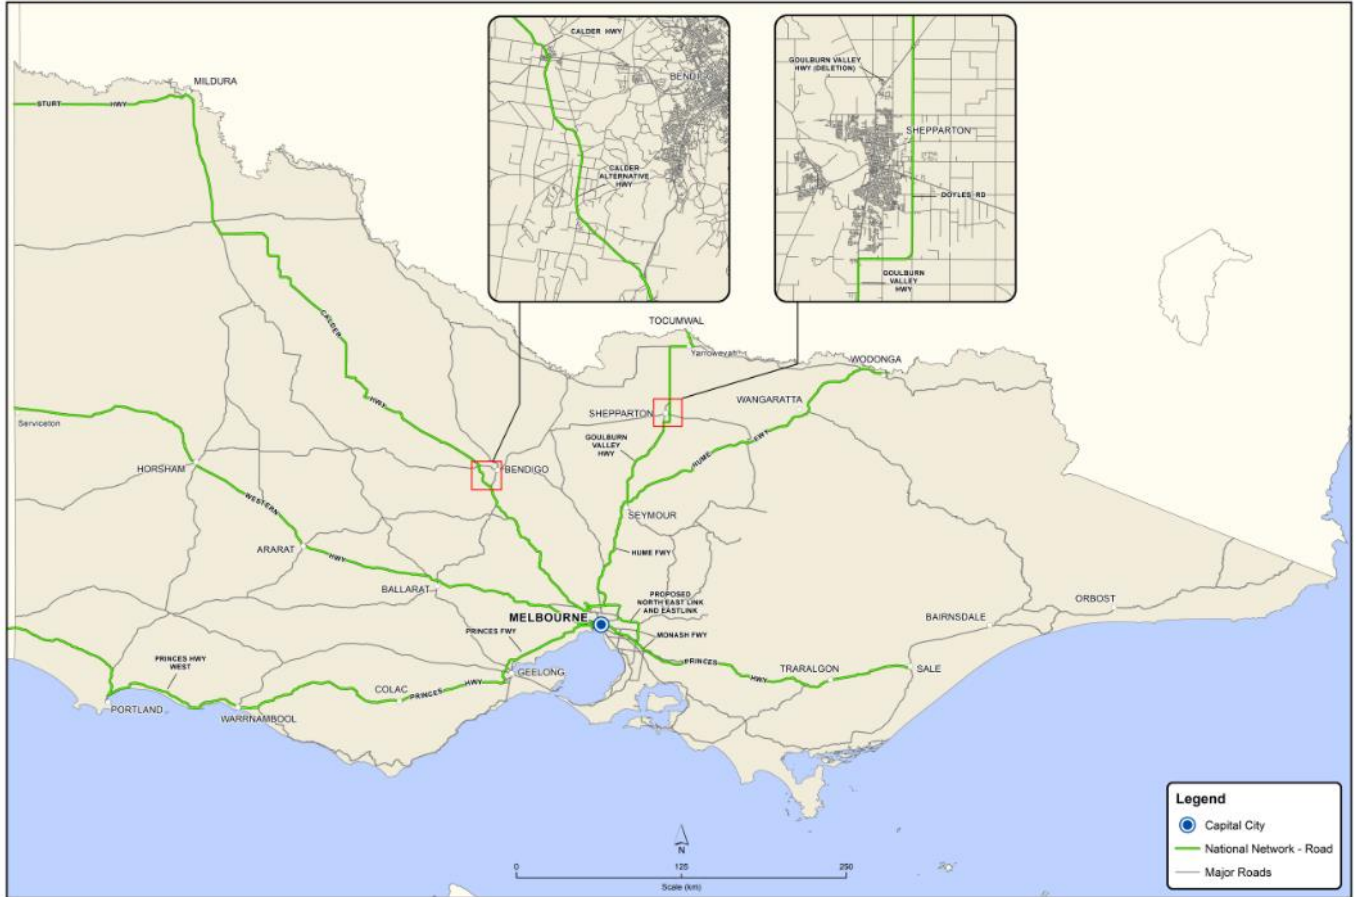 CALDER HWY
BENDIGO
CALDER
ALTERNATIVE
HWY
GOULBURN VALLEY
HWY (DELETION)
SHEPPARTON
DOYLES RD
GOULBURN
VALLEY
HWY
MILDURA
STURT HWY
CALDER HWY
TOCUMWAL
Yarroweyah
WODONGA
WANGARATTA
SHEPPARTON
GOULBURN
VALLEY
HWY
HUME FWY
Serviceton
HORSHAM
BENDIGO
WESTERN HWY
SEYMOUR
ARARAT
HUME FWY
BALLARAT
PROPOSED
NORTH EAST LINK
AND EASTLINK
MELBOURNE
PRINCES FWY
MONASH FWY
ORBOST
BAIRNSDALE
PRINCES HWY
WEST
GEELONG
PRINCES HWY
TRARALGON
SALE
COLAC
PRINCES HWY
PORTLAND
WARRNAMBOOL
N
0 125 250
Scale (km)
Legend
Capital City
National Network - Road
Major Roads